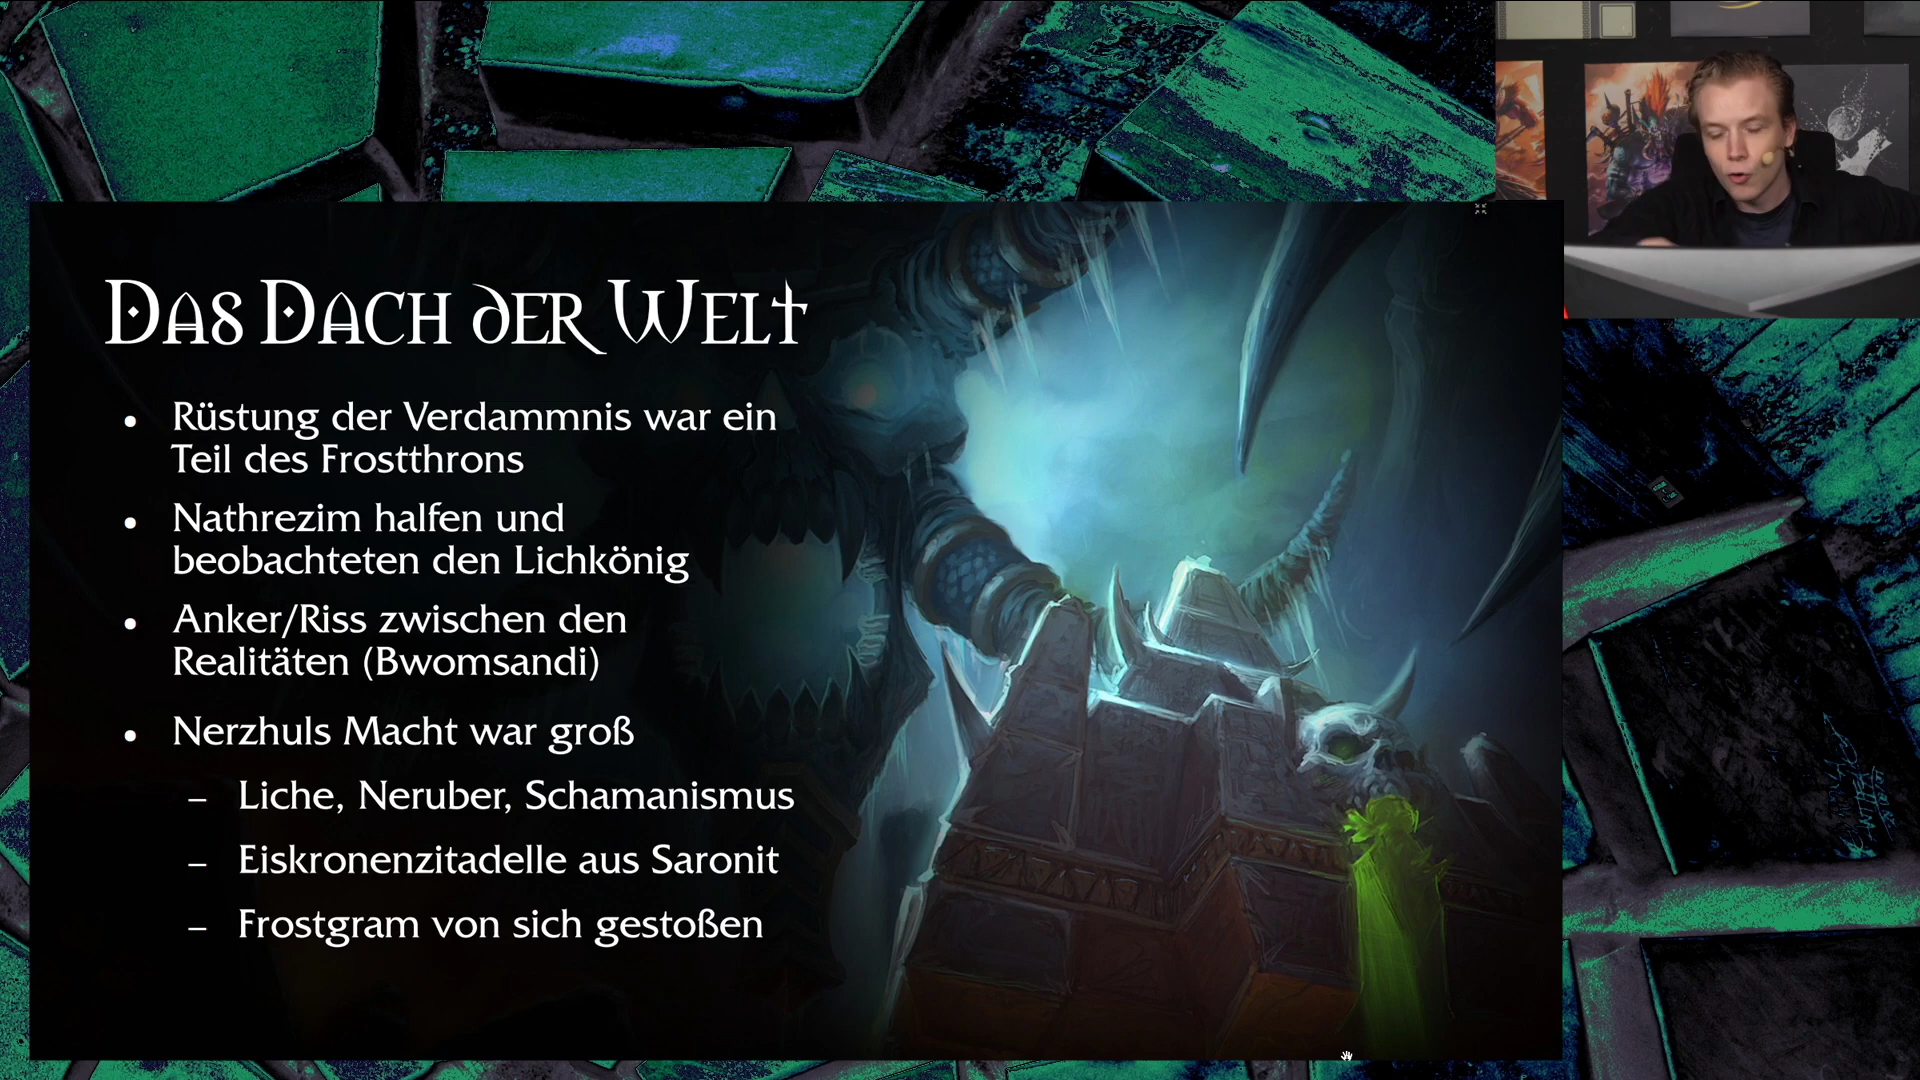 Das Dach der Welt
• Rüstung der Verdammnis war ein
Teil des Frostthrons
• Nathrezim halfen und
beobachteten den Lichkönig
• Anker/Riss zwischen den
Realitäten (Bwomsandi)
• Nerzhuls Macht war groß
– Liche, Neruber, Schamanismus
– Eiskronenzitadelle aus Saronit
– Frostgram von sich gestoßen